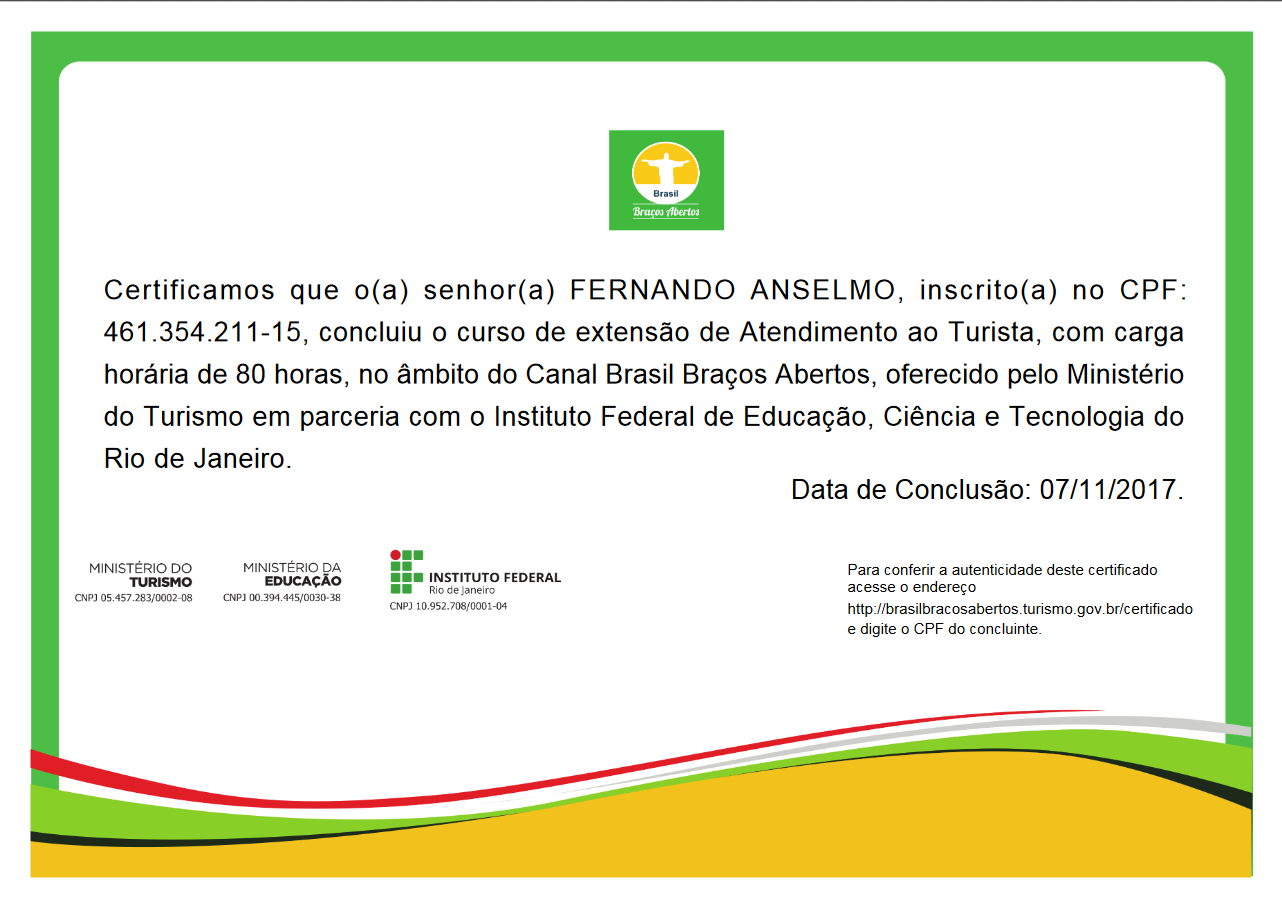 Brasil
Braços Abertos
Certificamos que o(a) senhor(a) FERNANDO ANSELMO, inscrito(a) no CPF:
461.354.211-15, concluiu o curso de extensão de Atendimento ao Turista, com carga
horária de 80 horas, no âmbito do Canal Brasil Braços Abertos, oferecido pelo Ministério
do Turismo em parceria com o Instituto Federal de Educação, Ciência e Tecnologia do
Rio de Janeiro.
Data de Conclusão: 07/11/2017.
MINISTÉRIO DO
TURISMO
CNPJ 05.457.283/0002-08
MINISTÉRIO DA
EDUCAÇÃO
CNPJ 00.394.445/0030-38
INSTITUTO FEDERAL
Rio de Janeiro
CNPJ 10.952.708/0001-04
Para conferir a autenticidade deste certificado
acesse o endereço
http://brasilbracosabertos.turismo.gov.br/certificado
e digite o CPF do concluinte.